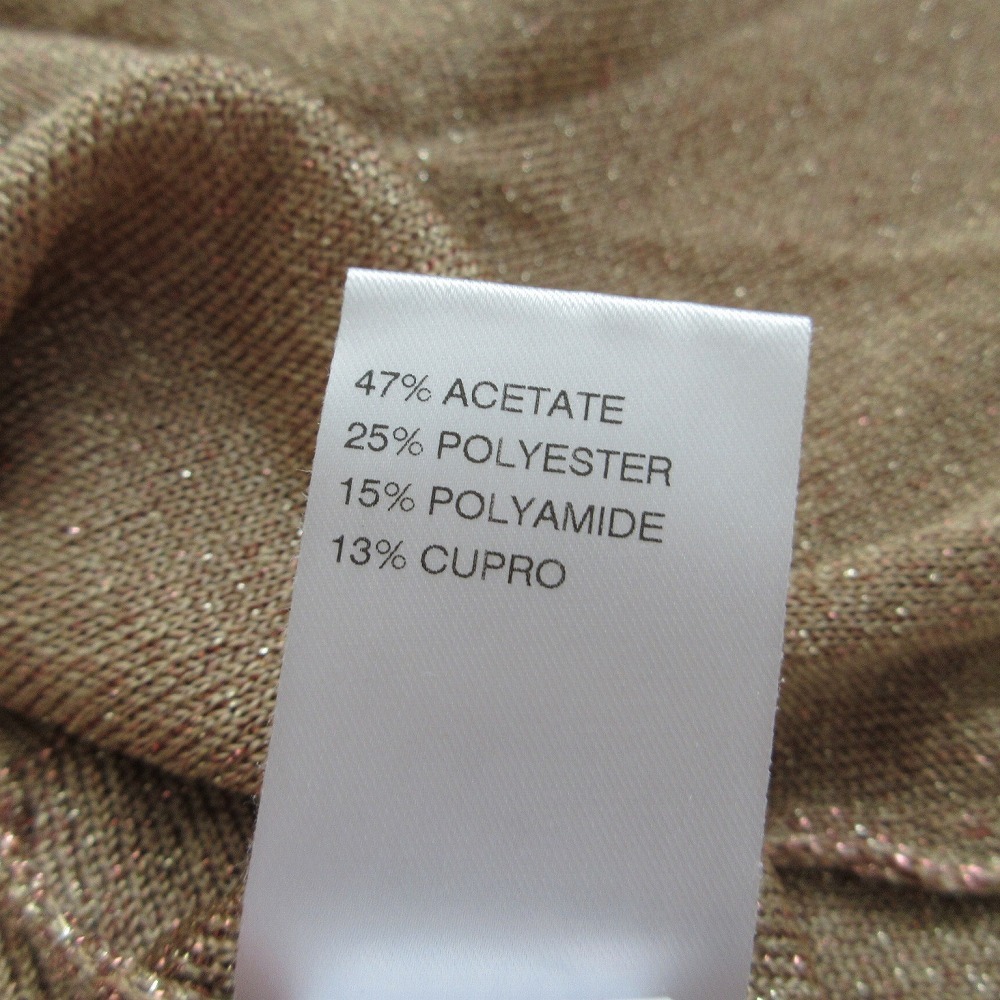 47% ACETATE
25% POLYESTER
15% POLYAMIDE
13% CUPRO